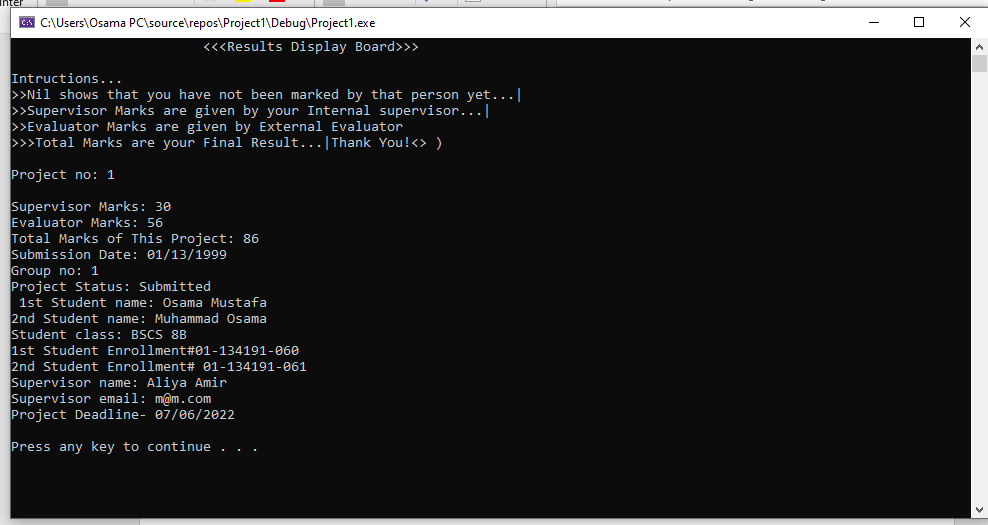 C:\Users\Osama PC\source\repos\Project1\Debug\Project1.exe
<<<Results Display Board>>>
Intructions...
>>Nil shows that you have not been marked by that person yet...|
>>Supervisor Marks are given by your Internal supervisor...|
>>Evaluator Marks are given by External Evaluator
>>>Total Marks are your Final Result...|Thank You!<> )
Project no: 1
Supervisor Marks: 30
Evaluator Marks: 56
Total Marks of This Project: 86
Submission Date: 01/13/1999
Group no: 1
Project Status: Submitted
1st Student name: Osama Mustafa
2nd Student name: Muhammad Osama
Student class: BSCS 8B
1st Student Enrollment#01-134191-060
2nd Student Enrollment# 01-134191-061
Supervisor name: Aliya Amir
Supervisor email: m@m.com
Project Deadline- 07/06/2022
Press any key to continue . . .